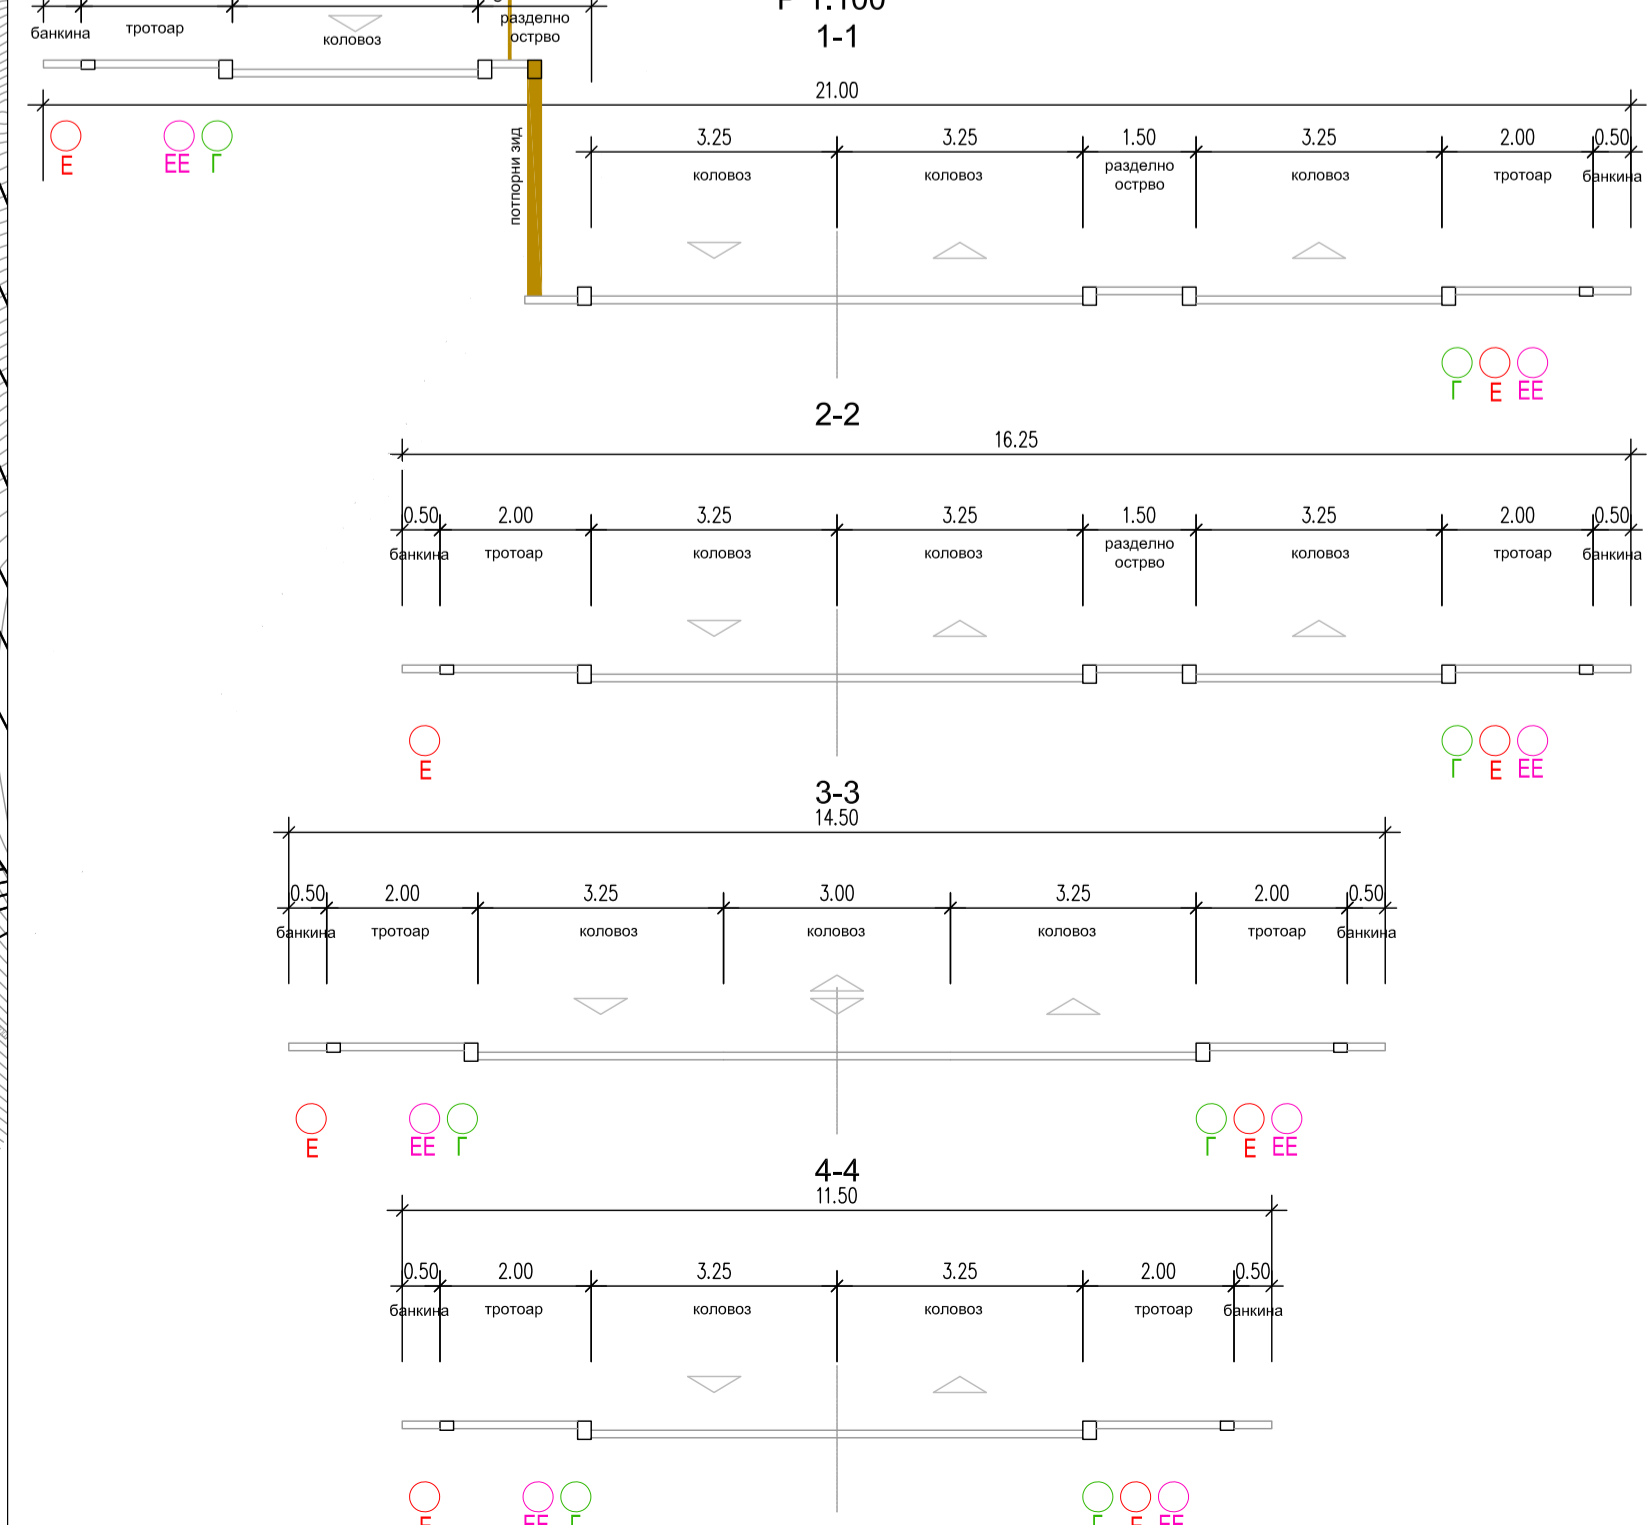 Р 1:100
1-1
банкина тротоар коловоз разделно острво
21.00
Е ЕЕ Г
потпорни зид
3.25 3.25 1.50 3.25 2.00 0.50
коловоз коловоз разделно острво коловоз тротоар банкина
Г Е ЕЕ
2-2
16.25
0.50 2.00 3.25 3.25 1.50 3.25 2.00 0.50
банкина тротоар коловоз коловоз разделно острво коловоз тротоар банкина
Е Г Е ЕЕ
3-3
14.50
0.50 2.00 3.25 3.00 3.25 2.00 0.50
банкина тротоар коловоз коловоз коловоз тротоар банкина
Е ЕЕ Г Г Е ЕЕ
4-4
11.50
0.50 2.00 3.25 3.25 2.00 0.50
банкина тротоар коловоз коловоз тротоар банкина
Е ЕЕ Г Г Е ЕЕ